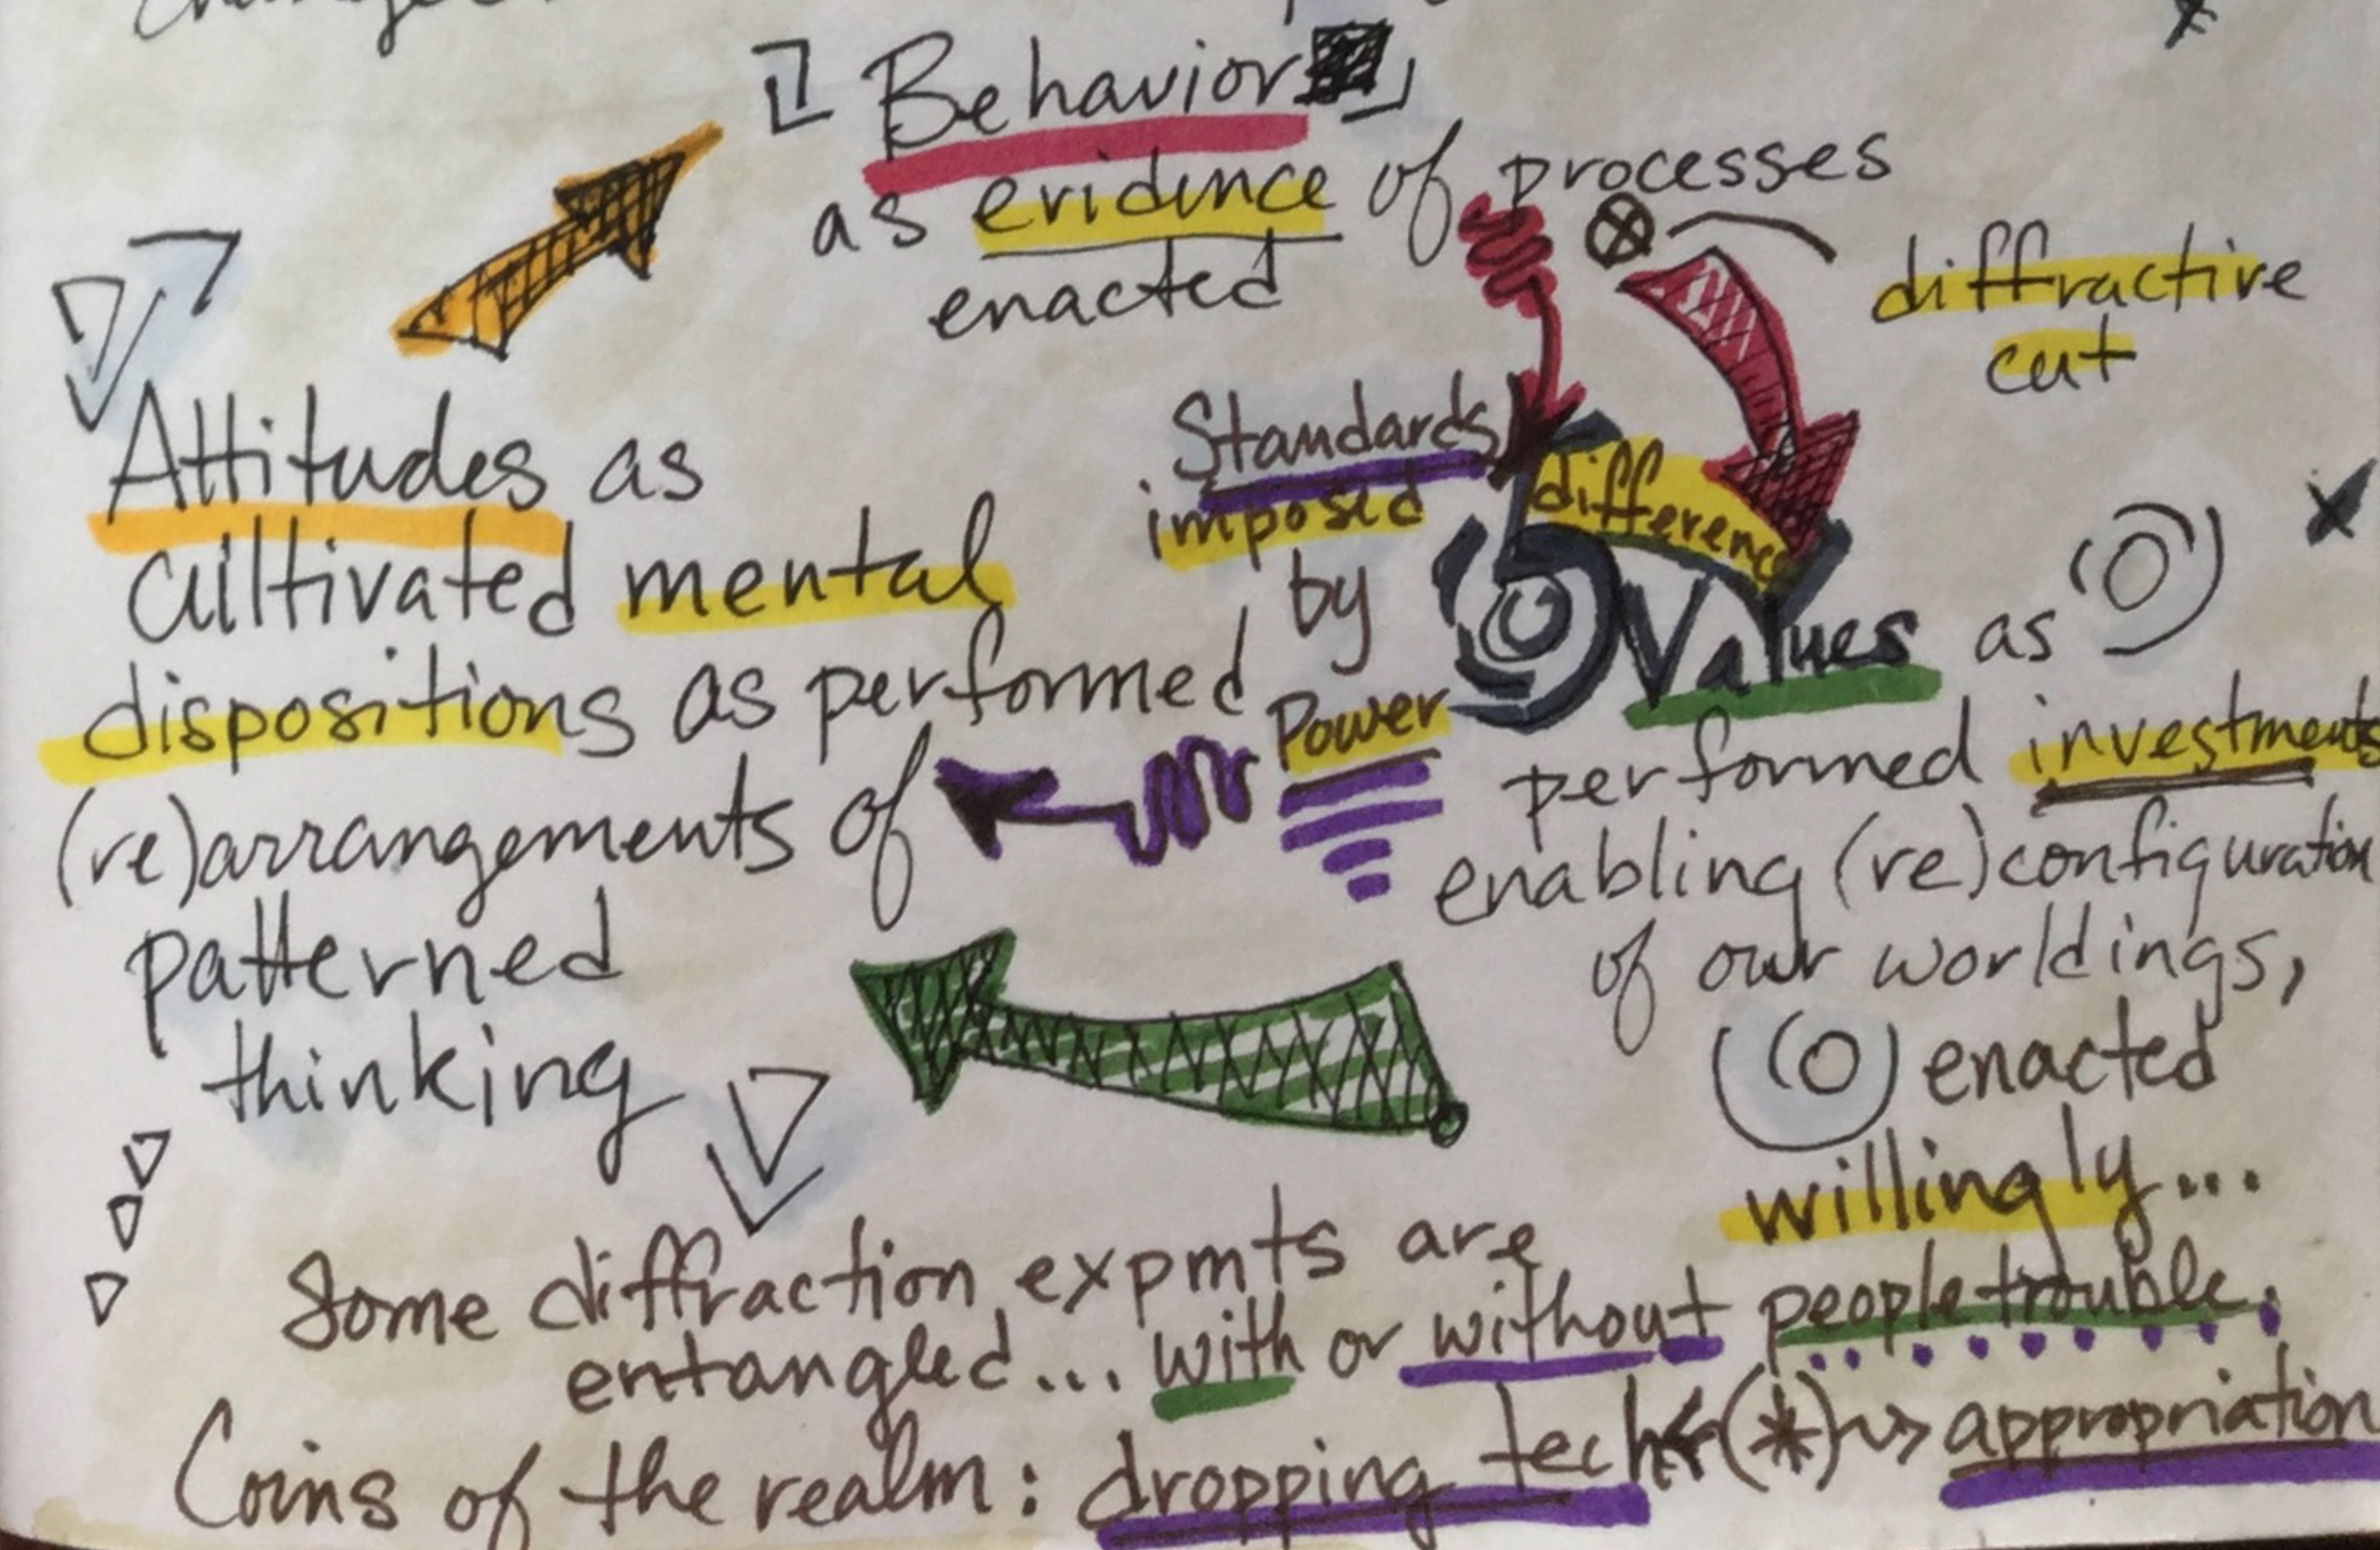 Behavior
as evidence of processes
enacted
diffractive
cut
Attitudes as
cultivated mental
dispositions as performed
(re)arrangements of
patterned
thinking
Standards
imposed
by
Power
difference
Values as
performed investments
enabling (re)configuration
of our worldings,
enacted
willingly...
Some diffraction expmts are
entangled... with or without people trouble.
Coins of the realm: dropping tech (*) appropriation